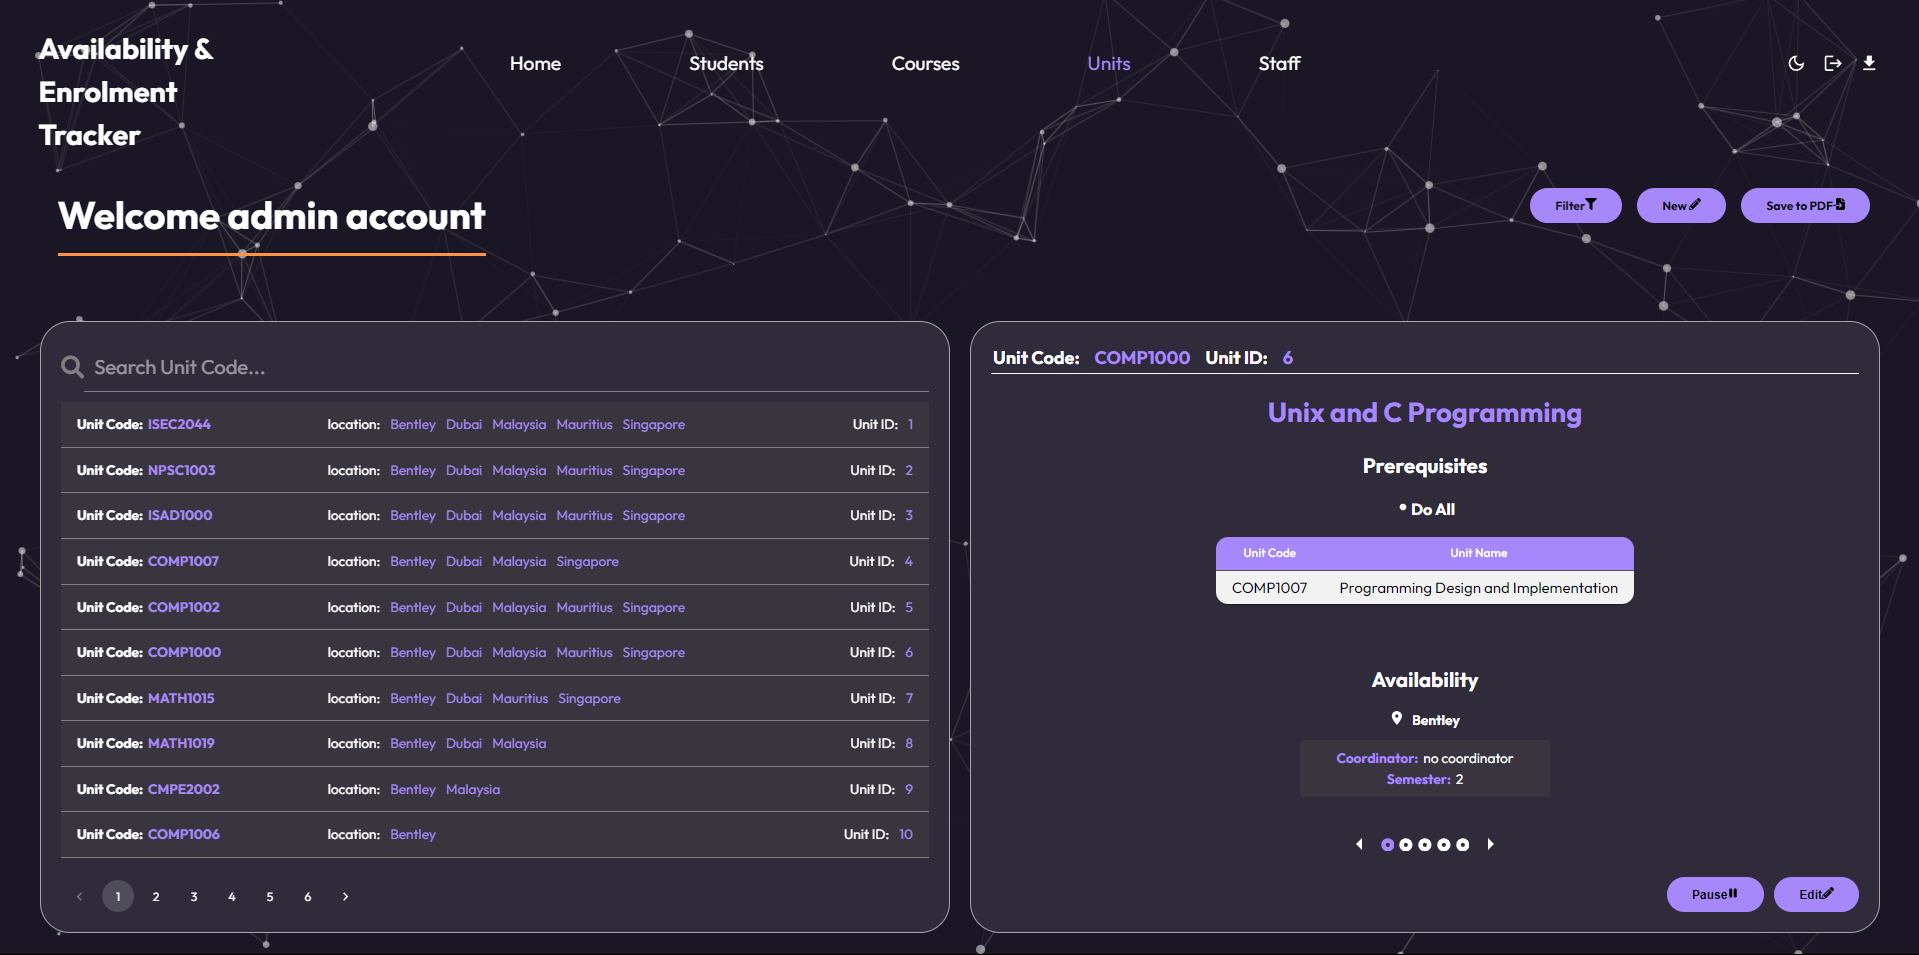 Availability &
Enrolment
Tracker
Home Students Courses Units Staff
Welcome admin account
Filter New Save to PDF
Search Unit Code...
Unit Code: ISEC2044 location: Bentley Dubai Malaysia Mauritius Singapore Unit ID: 1
Unit Code: NPSC1003 location: Bentley Dubai Malaysia Mauritius Singapore Unit ID: 2
Unit Code: ISAD1000 location: Bentley Dubai Malaysia Mauritius Singapore Unit ID: 3
Unit Code: COMP1007 location: Bentley Dubai Malaysia Singapore Unit ID: 4
Unit Code: COMP1002 location: Bentley Dubai Malaysia Mauritius Singapore Unit ID: 5
Unit Code: COMP1000 location: Bentley Dubai Malaysia Mauritius Singapore Unit ID: 6
Unit Code: MATH1015 location: Bentley Dubai Mauritius Singapore Unit ID: 7
Unit Code: MATH1019 location: Bentley Dubai Malaysia Unit ID: 8
Unit Code: CMPE2002 location: Bentley Malaysia Unit ID: 9
Unit Code: COMP1006 location: Bentley Unit ID: 10
1 2 3 4 5 6
Unit Code: COMP1000 Unit ID: 6
Unix and C Programming
Prerequisites
• Do All
Unit Code Unit Name
COMP1007 Programming Design and Implementation
Availability
Bentley
Coordinator: no coordinator
Semester: 2
Pause Edit